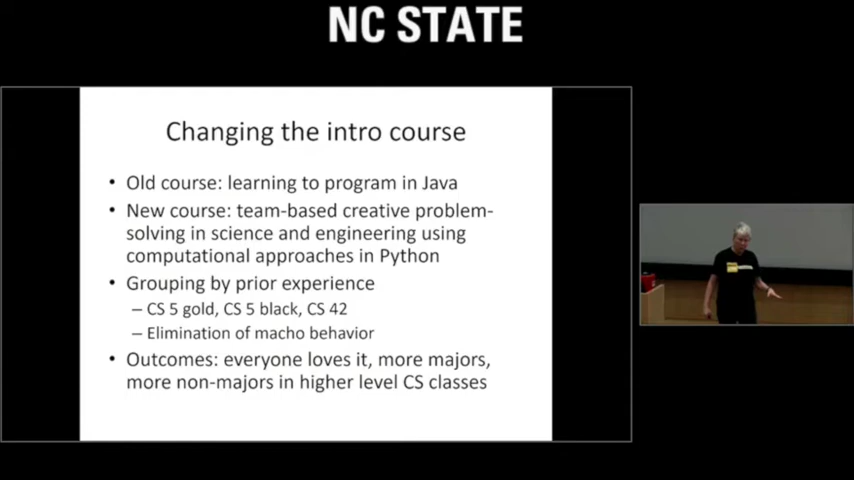 NC STATE
Changing the intro course
• Old course: learning to program in Java
• New course: team-based creative problem-
solving in science and engineering using
computational approaches in Python
• Grouping by prior experience
– CS 5 gold, CS 5 black, CS 42
– Elimination of macho behavior
• Outcomes: everyone loves it, more majors,
more non-majors in higher level CS classes